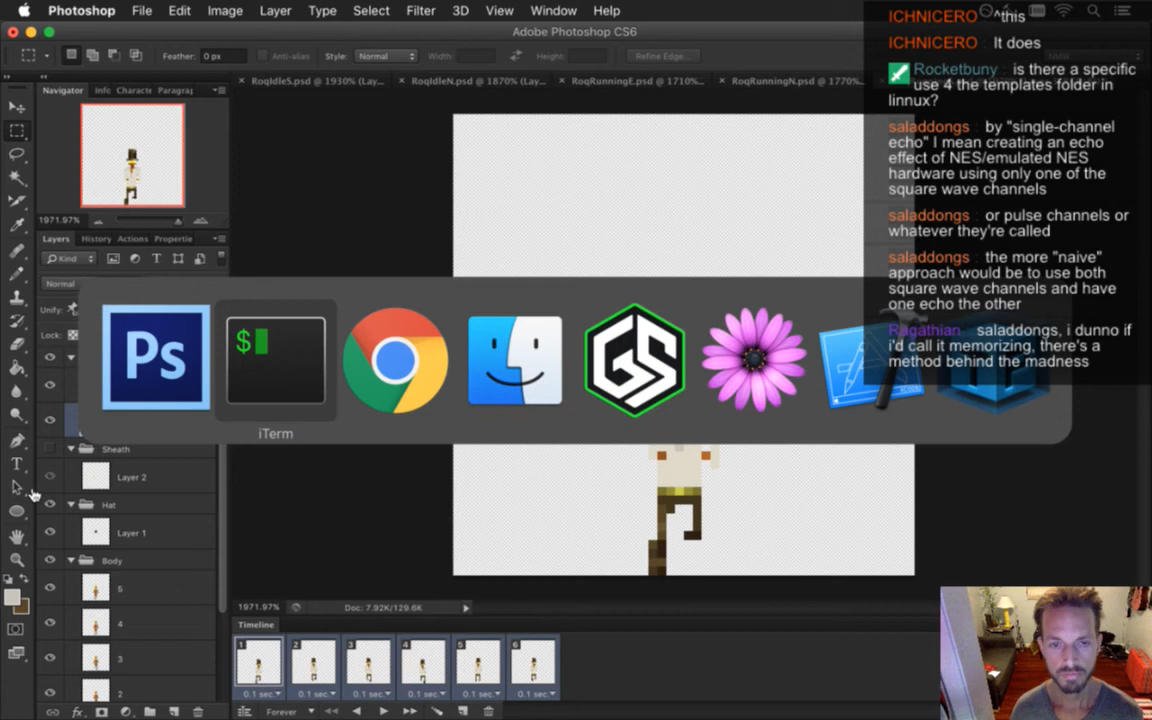 Photoshop File Edit Image Layer Type Select Filter 3D View Window Help
Adobe Photoshop CS6
Feather: 0 px Anti-alias Style: Normal Width: Height: Refine Edge...
RoqIdleS.psd @ 1930% (Lay... RoqIdleN.psd @ 1870% (Lay... RoqRunningE.psd @ 1710%... RoqRunningN.psd @ 1770%...
Navigator Info Characte Paragraj
1971.97%
Layers History Actions Propertie
Kind
Normal
Unify:
Lock:
Sheath
Layer 2
Hat
Layer 1
Body
5
4
3
2
Ps
$
GS
iTerm
1971.97% Doc: 7.92K/129.6K
Timeline
1 2 3 4 5 6
0.1 sec. 0.1 sec. 0.1 sec. 0.1 sec. 0.1 sec. 0.1 sec.
Forever
ICHNICERO ^this
ICHNICERO It does
Rocketbuny : is there a specific
use 4 the templates folder in
linnux?
saladdongs : by "single-channel
echo" I mean creating an echo
effect of NES/emulated NES
hardware using only one of the
square wave channels
saladdongs : or pulse channels or
whatever they're called
saladdongs : the more "naive"
approach would be to use both
square wave channels and have
one echo the other
Ragathian : saladdongs, i dunno if
i'd call it memorizing, there's a
method behind the madness